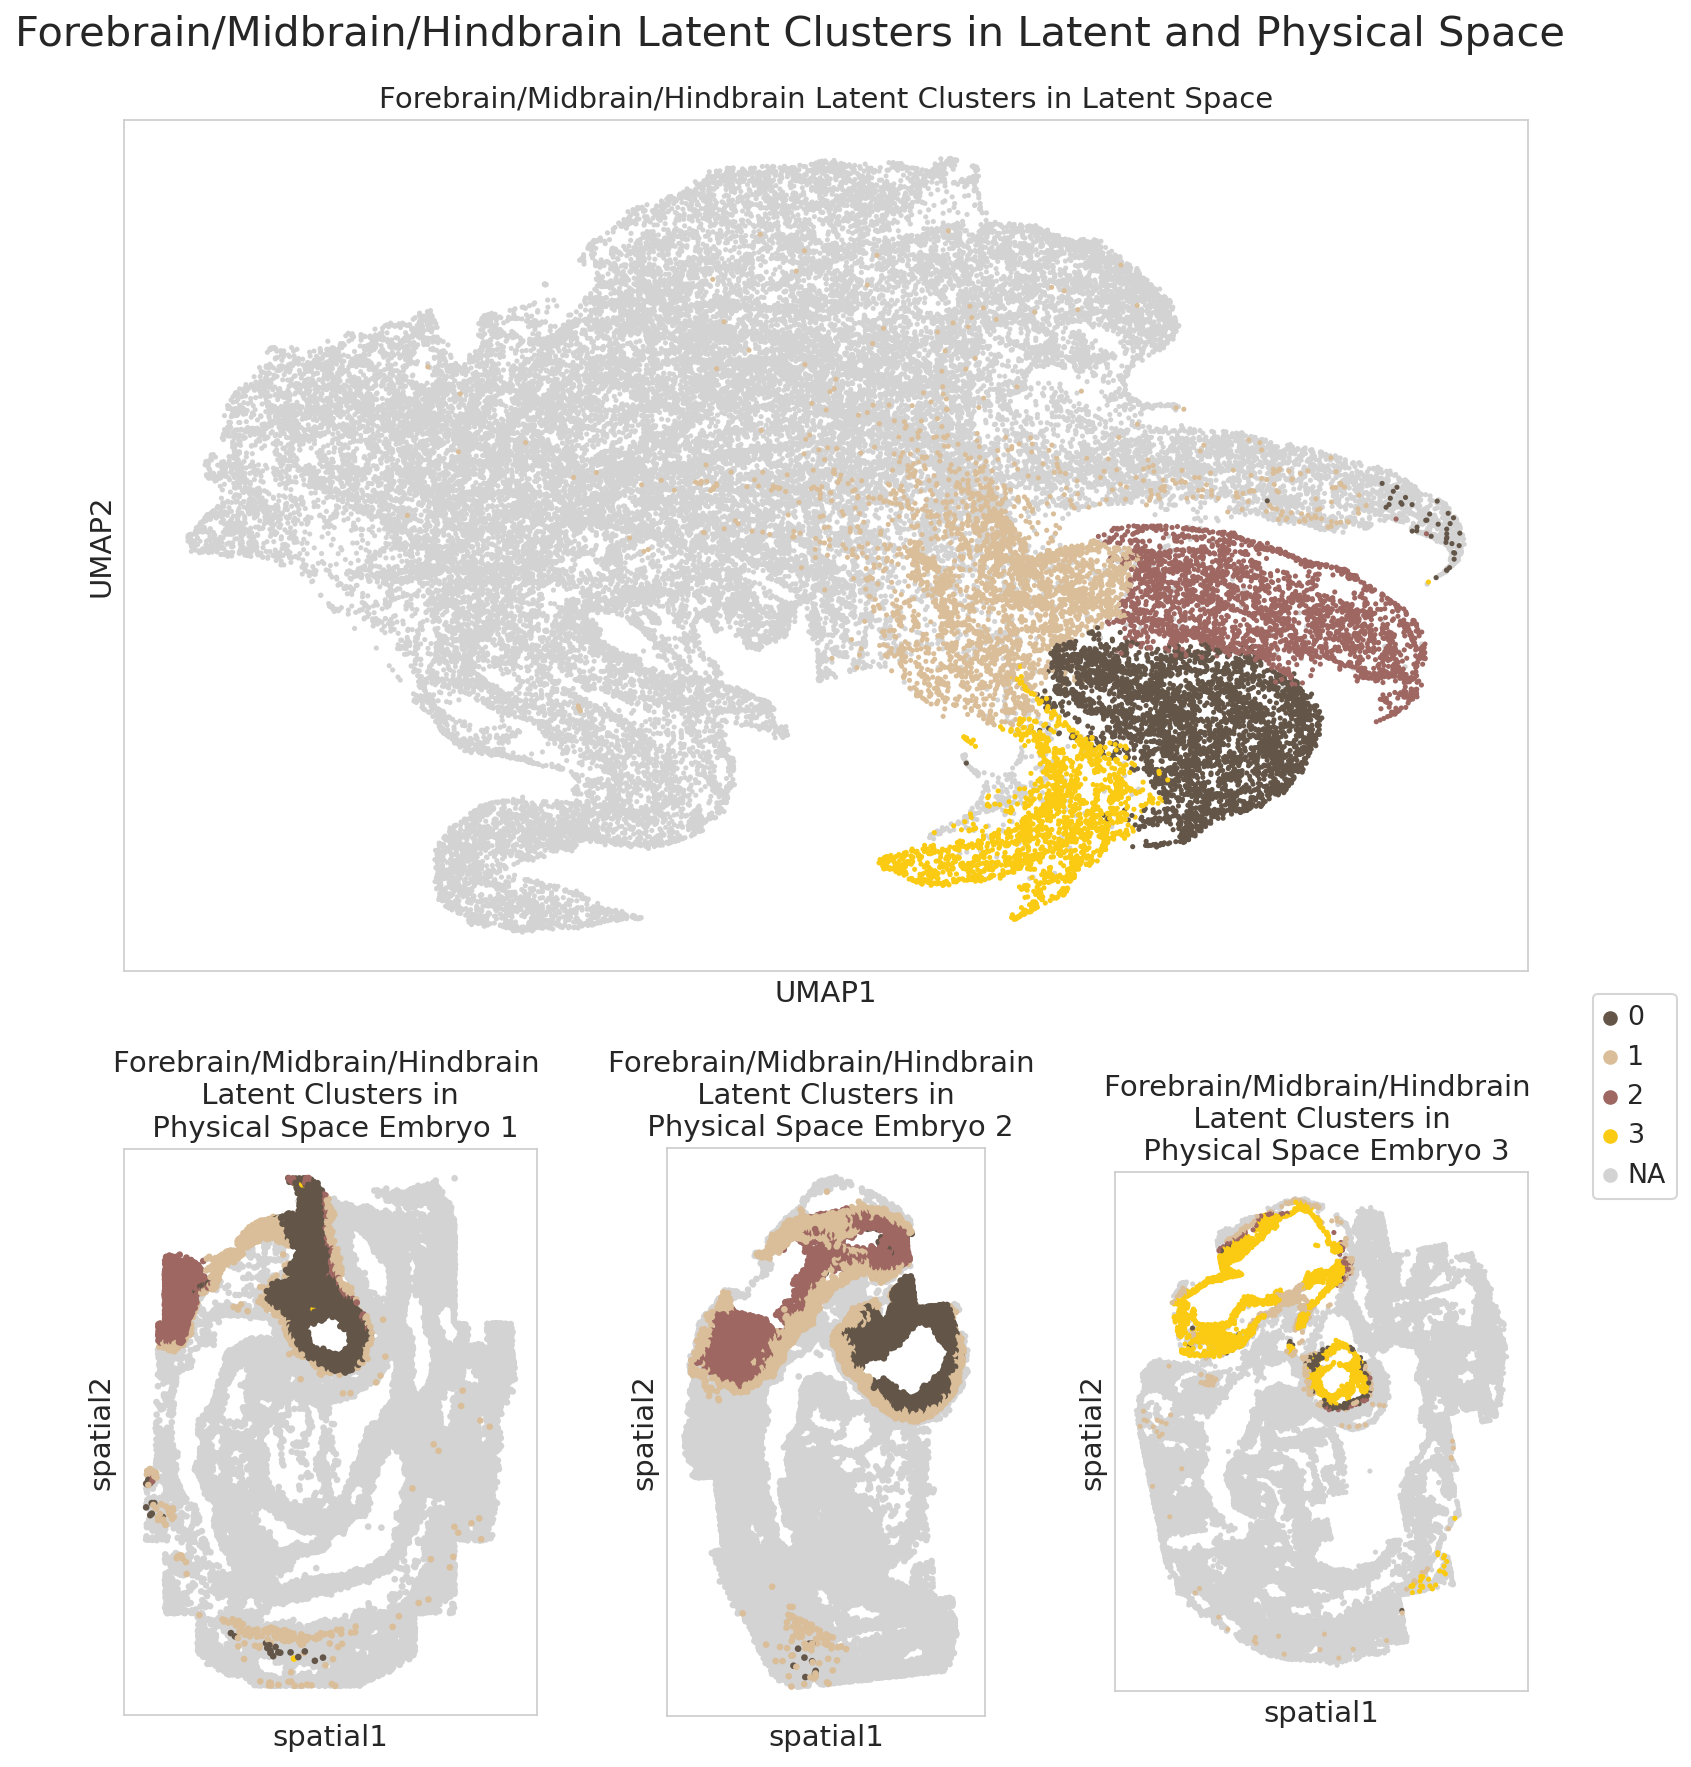 Forebrain/Midbrain/Hindbrain Latent Clusters in Latent and Physical Space
Forebrain/Midbrain/Hindbrain Latent Clusters in Latent Space
UMAP2
UMAP1
0
1
2
3
NA
Forebrain/Midbrain/Hindbrain
Latent Clusters in
Physical Space Embryo 1
spatial2
spatial1
Forebrain/Midbrain/Hindbrain
Latent Clusters in
Physical Space Embryo 2
spatial2
spatial1
Forebrain/Midbrain/Hindbrain
Latent Clusters in
Physical Space Embryo 3
spatial2
spatial1